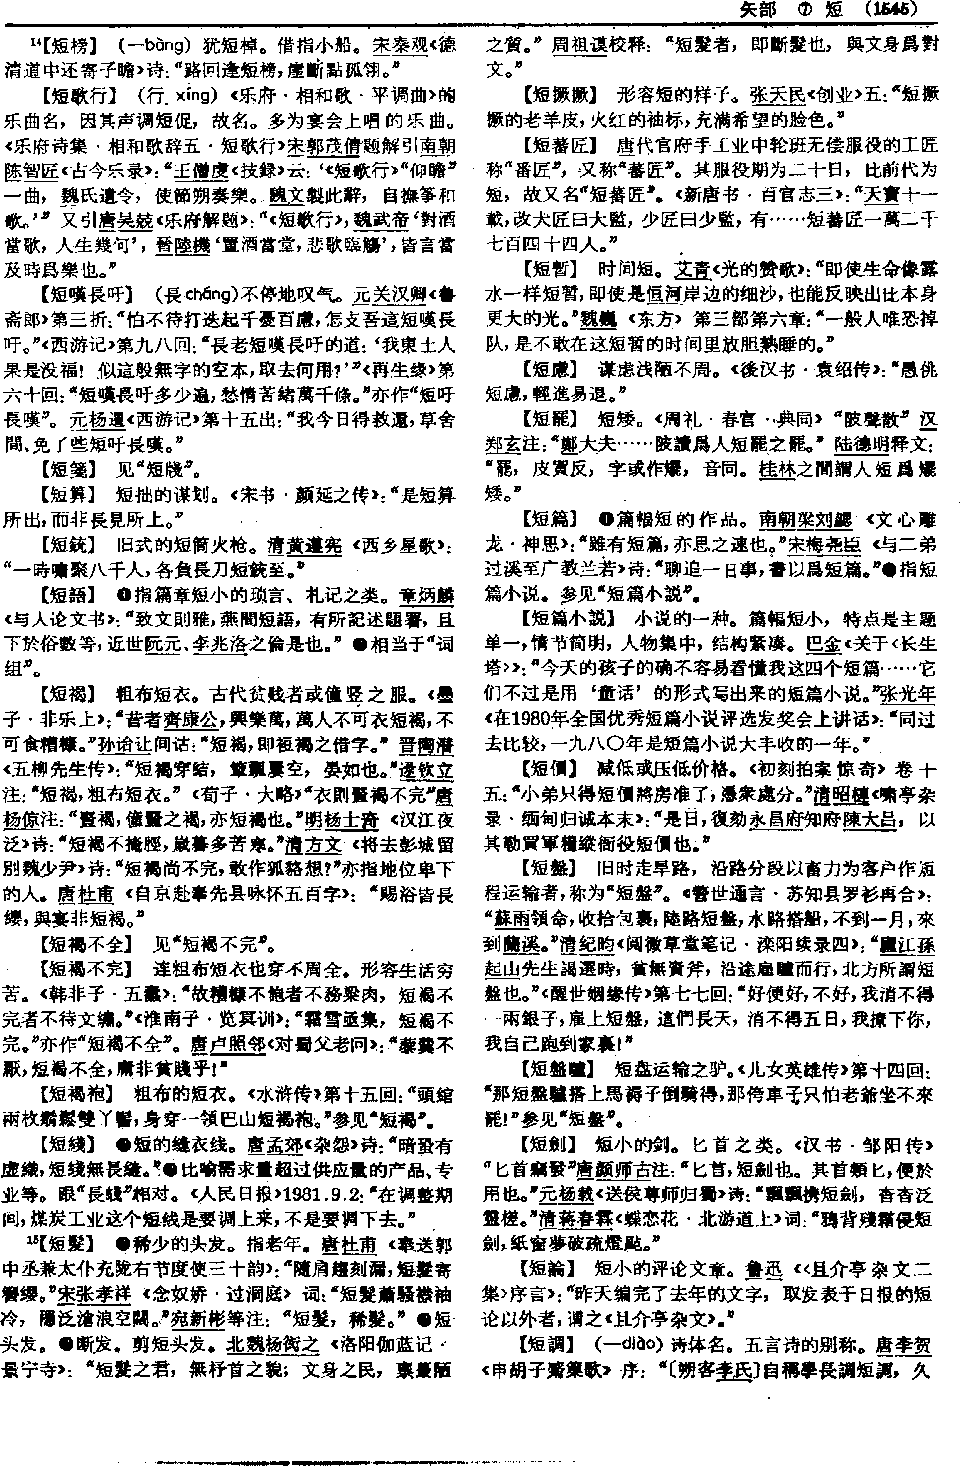 矢部 ⑦ 短 (1545)
¹⁴【短榜】 (—bàng) 犹短棹。借指小船。宋秦观《德
清道中还寄子瞻》诗:“路回逢短榜,崖斷點孤翎。”
【短歌行】 (行 xíng) 《乐府·相和歌·平调曲》的
乐曲名,因其声调短促,故名。多为宴会上唱的乐曲。
《乐府诗集·相和歌辞五·短歌行》宋郭茂倩题解引南朝
陈智匠《古今乐录》:“王僧虔《技録》云:‘《短歌行》“仰瞻”
一曲,魏氏遺令,使節朔奏樂。魏文製此辭,自撫箏和
歌。’” 又引唐吴兢《乐府解题》:“《短歌行》,魏武帝‘對酒
當歌,人生幾何’,晉陸機‘置酒高堂,悲歌臨觴’,皆言當
及時爲樂也。”
【短嘆長吁】 (長 cháng)不停地叹气。元关汉卿《鲁
斋郎》第三折:“怕不待打迭起千憂百慮,怎支吾這短嘆長
吁。”《西游记》第九八回:“長老短嘆長吁的道:‘我東土人
果是没福!似這般無字的空本,取去何用?’”《再生缘》第
六十回:“短嘆長吁多少遍,愁情苦緒萬千條。”亦作“短吁
長嘆”。元杨暹《西游记》第十五出:“我今日得救還,草舍
間、免了些短吁長嘆。”
【短箋】 见“短牋”。
【短算】 短拙的谋划。《宋书·颜延之传》:“是短算
所出,而非長見所上。”
【短銃】 旧式的短筒火枪。清黄遵宪《西乡星歌》:
“一時嘯聚八千人,各負長刀短銃至。”
【短語】 ❶指篇章短小的琐言、札记之类。章炳麟
《与人论文书》:“致文則雅,燕閒短語,有所記述題署,且
下於俗數等,近世阮元、李兆洛之倫是也。” ❷相当于“词
组”。
【短褐】 粗布短衣。古代贫贱者或僮竖之服。《墨
子·非乐上》:“昔者齊康公,興樂萬,萬人不可衣短褐,不
可食糟糠。”孙诒让间诂:“短褐,即裋褐之借字。” 晋陶潜
《五柳先生传》:“短褐穿結,簞瓢屢空,晏如也。”逯钦立
注:“短褐,粗布短衣。” 《荀子·大略》“衣則豎褐不完”唐
杨倞注:“豎褐,僮豎之褐,亦短褐也。”明杨士奇《汉江夜
泛》诗:“短褐不掩脛,歲暮多苦寒。”清方文《将去彭城留
别魏少尹》诗:“短褐尚不完,敢作狐貉想?”亦指地位卑下
的人。唐杜甫《自京赴奉先县咏怀五百字》:“賜浴皆長
纓,與宴非短褐。”
【短褐不全】 见“短褐不完”。
【短褐不完】 连粗布短衣也穿不周全。形容生活穷
苦。《韩非子·五蠹》:“故糟糠不飽者不務粱肉,短褐不
完者不待文繡。”《淮南子·览冥训》:“霜雪亟集,短褐不
完。”亦作“短褐不全”。唐卢照邻《对蜀父老问》:“藜羹不
厭,短褐不全,庸非貧賤乎!”
【短褐袍】 粗布的短衣。《水浒传》第十五回:“頭綰
兩枚鬅鬆雙丫髻,身穿一領巴山短褐袍。”参见“短褐”。
【短綫】 ❶短的缝衣线。唐孟郊《杂怨》诗:“暗蛩有
虚織,短綫無長縫。”❷比喻需求量超过供应量的产品、专
业等。跟“長綫”相对。《人民日报》1981.9.2:“在调整期
间,煤炭工业这个短线是要调上来,不是要调下去。”
¹⁵【短髮】 ❶稀少的头发。指老年。唐杜甫《奉送郭
中丞兼太仆充陇右节度使三十韵》:“隨肩趨刻漏,短髮寄
簪纓。”宋张孝祥《念奴娇·过洞庭》词:“短髮蕭騷襟袖
冷,穩泛滄浪空闊。”宛新彬等注:“短髮,稀髮。” ❷短
头发。 ❸断发。剪短头发。北魏杨衒之《洛阳伽蓝记·
景宁寺》:“短髮之君,無杼首之貌;文身之民,禀蕞陋
之質。” 周祖谟校释:“短髮者,即斷髮也,與文身爲對
文。”
【短撅撅】 形容短的样子。张天民《创业》五:“短撅
撅的老羊皮,火红的袖标,充满希望的脸色。”
【短蕃匠】 唐代官府手工业中轮班无偿服役的工匠
称“番匠”,又称“蕃匠”。其服役期为二十日,比前代为
短,故又名“短蕃匠”。《新唐书·百官志三》:“天寶十一
載,改大匠曰大監,少匠曰少監,有……短蕃匠一萬二千
七百四十四人。”
【短暫】 时间短。艾青《光的赞歌》:“即使生命像露
水一样短暂,即使是恒河岸边的细沙,也能反映出比本身
更大的光。”魏巍《东方》第三部第六章:“一般人唯恐掉
队,是不敢在这短暂的时间里放胆熟睡的。”
【短慮】 谋虑浅陋不周。《後汉书·袁绍传》:“愚佻
短慮,輕進易退。”
【短罷】 短矮。《周礼·春官·典同》“陂聲散” 汉
郑玄注:“鄭大夫……陂讀爲人短罷之罷。” 陆德明释文:
“罷,皮買反,字或作矲,音同。桂林之間謂人短爲矲
矮。”
【短篇】 ❶篇幅短的作品。南朝梁刘勰《文心雕
龙·神思》:“雖有短篇,亦思之速也。”宋梅尧臣《与二弟
过溪至广教兰若》诗:“聊追一日事,書以爲短篇。”❷指短
篇小说。参见“短篇小說”。
【短篇小說】 小说的一种。篇幅短小,特点是主题
单一,情节简明,人物集中,结构紧凑。巴金《关于〈长生
塔〉》:“今天的孩子的确不容易看懂我这四个短篇……它
们不过是用‘童话’的形式写出来的短篇小说。”张光年
《在1980年全国优秀短篇小说评选发奖会上讲话》:“同过
去比较,一九八〇年是短篇小说大丰收的一年。”
【短價】 减低或压低价格。《初刻拍案惊奇》卷十
五:“小弟只得短價將房准了,憑衆處分。”清昭梿《啸亭杂
录·缅甸归诚本末》:“是日,復劾永昌府知府陳大吕,以
其勒買軍糧縱衙役短價也。”
【短盤】 旧时走旱路,沿路分段以畜力为客户作短
程运输者,称为“短盤”。《警世通言·苏知县罗衫再合》:
“蘇雨領命,收拾包裹,陸路短盤,水路搭船,不到一月,來
到蘭溪。”清纪昀《阅微草堂笔记·滦阳续录四》:“廬江孫
起山先生謁選時,貧無資斧,沿途雇驢而行,北方所謂短
盤也。”《醒世姻缘传》第七七回:“好便好,不好,我消不得
一兩銀子,雇上短盤,這們長天,消不得五日,我撩下你,
我自己跑到家裏!”
【短盤驢】 短盘运输之驴。《儿女英雄传》第十四回:
“那短盤驢搭上馬褥子倒騎得,那侉車子只怕老爺坐不來
罷!”参见“短盤”。
【短劍】 短小的剑。匕首之类。《汉书·邹阳传》
“匕首竊發”唐颜师古注:“匕首,短劍也。其首類匕,便於
用也。”元杨载《送侯尊师归蜀》诗:“飄飄携短劍,杳杳泛
靈槎。”清蒋春霖《蝶恋花·北游道上》词:“鴉背殘霜侵短
劍,紙窗夢破疏燈颭。”
【短論】 短小的评论文章。鲁迅《〈且介亭杂文二
集〉序言》:“昨天编完了去年的文字,取发表于日报的短
论以外者,谓之《且介亭杂文》。”
【短調】 (—diào) 诗体名。五言诗的别称。唐李贺
《申胡子觱篥歌》序:“〔朔客李氏〕自稱學長調短調,久